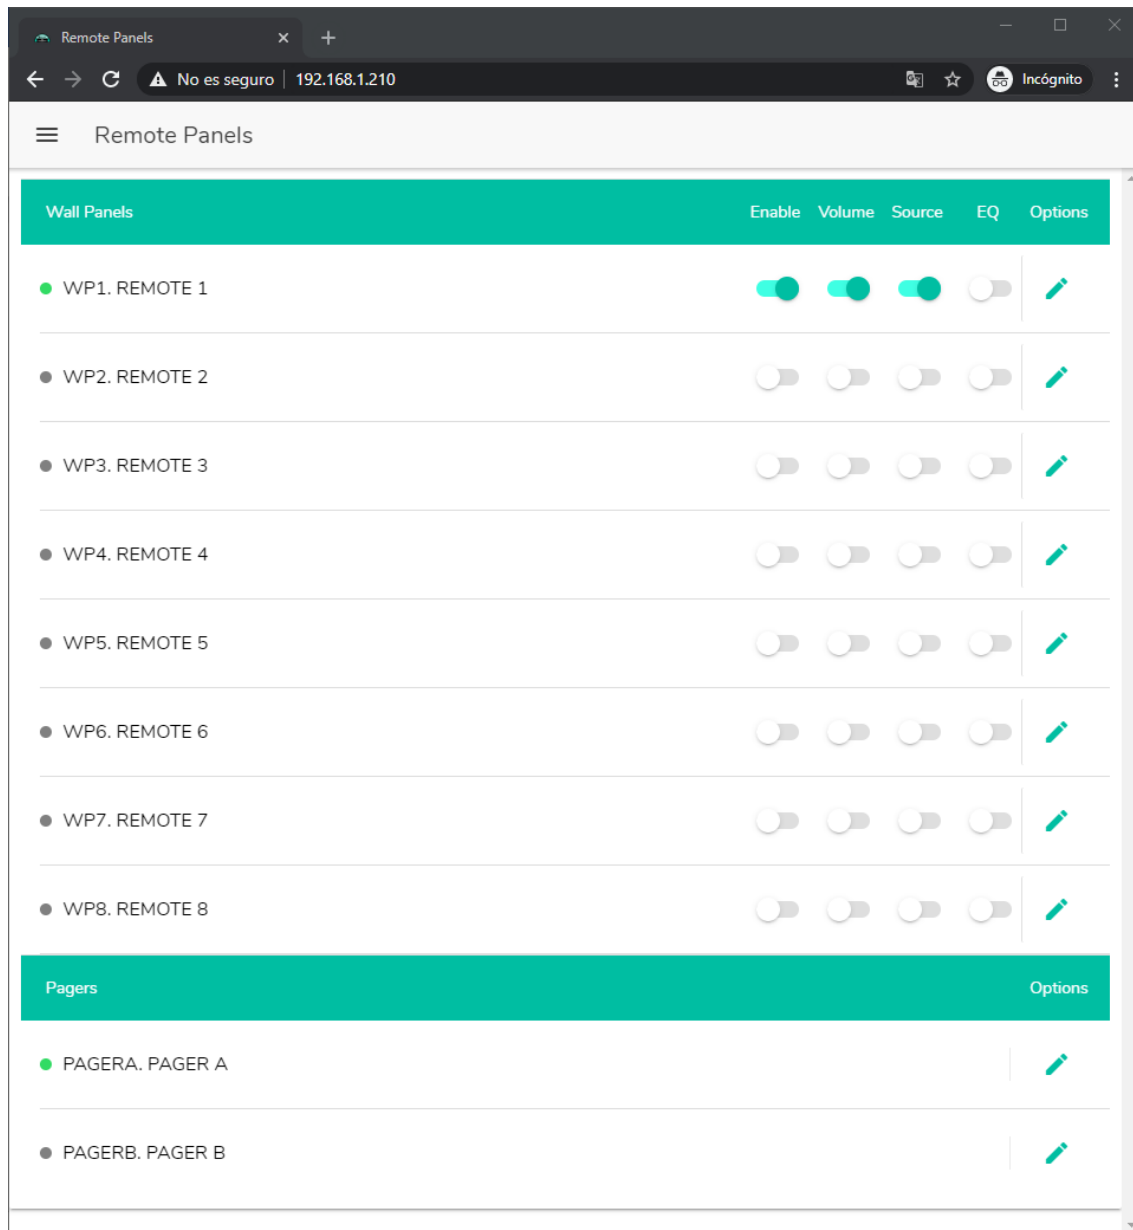 Remote Panels
No es seguro 192.168.1.210 Incógnito
Remote Panels
Wall Panels Enable Volume Source EQ Options
WP1. REMOTE 1
WP2. REMOTE 2
WP3. REMOTE 3
WP4. REMOTE 4
WP5. REMOTE 5
WP6. REMOTE 6
WP7. REMOTE 7
WP8. REMOTE 8
Pagers Options
PAGERA. PAGER A
PAGERB. PAGER B